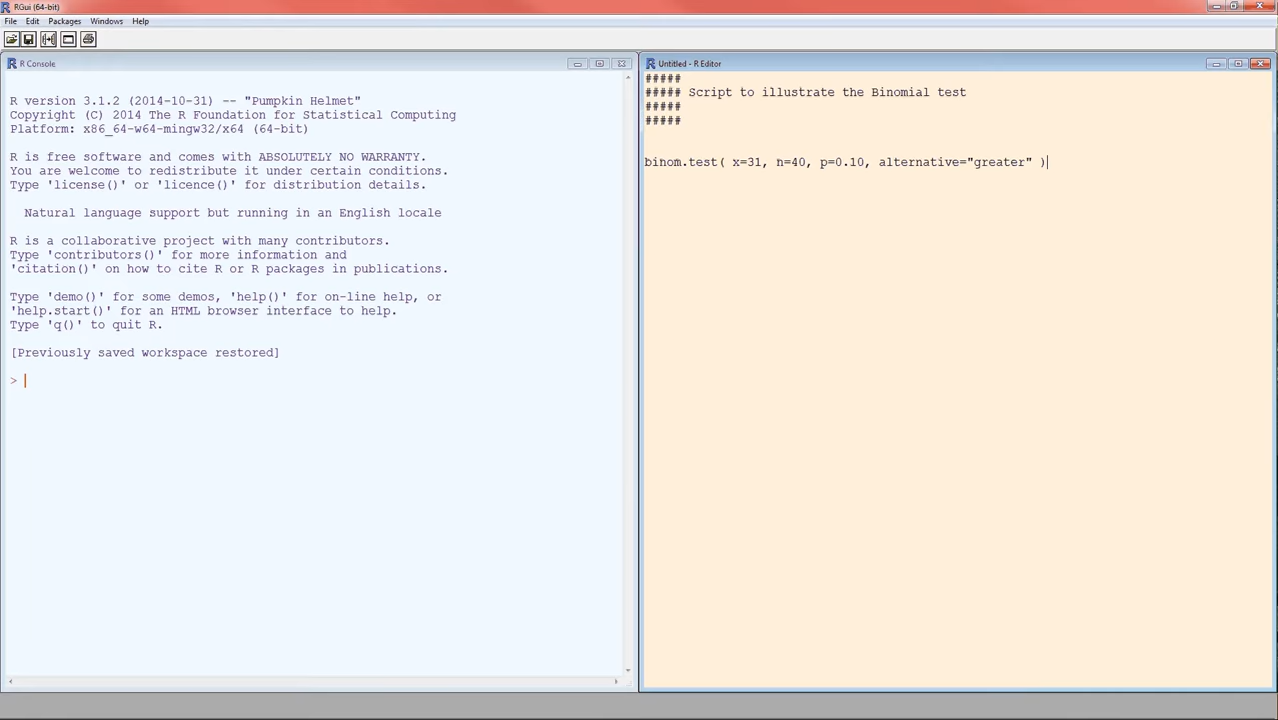 RGui (64-bit)
File Edit Packages Windows Help
R Console
R version 3.1.2 (2014-10-31) -- "Pumpkin Helmet"
Copyright (C) 2014 The R Foundation for Statistical Computing
Platform: x86_64-w64-mingw32/x64 (64-bit)
R is free software and comes with ABSOLUTELY NO WARRANTY.
You are welcome to redistribute it under certain conditions.
Type 'license()' or 'licence()' for distribution details.
Natural language support but running in an English locale
R is a collaborative project with many contributors.
Type 'contributors()' for more information and
'citation()' on how to cite R or R packages in publications.
Type 'demo()' for some demos, 'help()' for on-line help, or
'help.start()' for an HTML browser interface to help.
Type 'q()' to quit R.
[Previously saved workspace restored]
>
Untitled - R Editor
#####
##### Script to illustrate the Binomial test
#####
#####
binom.test( x=31, n=40, p=0.10, alternative="greater" )